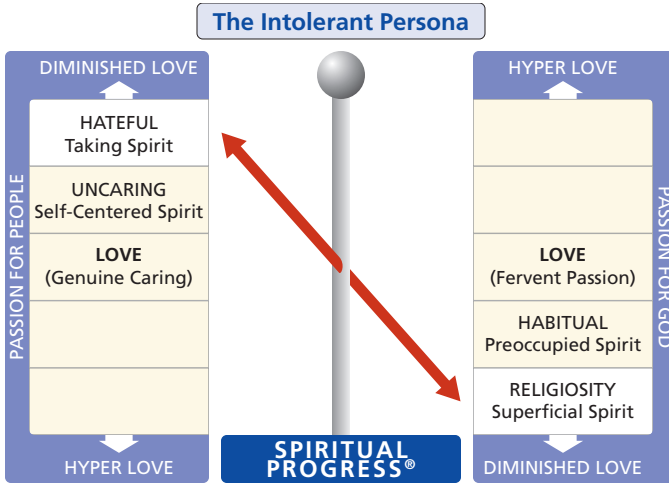 The Intolerant Persona
DIMINISHED LOVE
PASSION FOR PEOPLE
HATEFUL
Taking Spirit
UNCARING
Self-Centered Spirit
LOVE
(Genuine Caring)
HYPER LOVE
SPIRITUAL
PROGRESS®
HYPER LOVE
PASSION FOR GOD
LOVE
(Fervent Passion)
HABITUAL
Preoccupied Spirit
RELIGIOSITY
Superficial Spirit
DIMINISHED LOVE